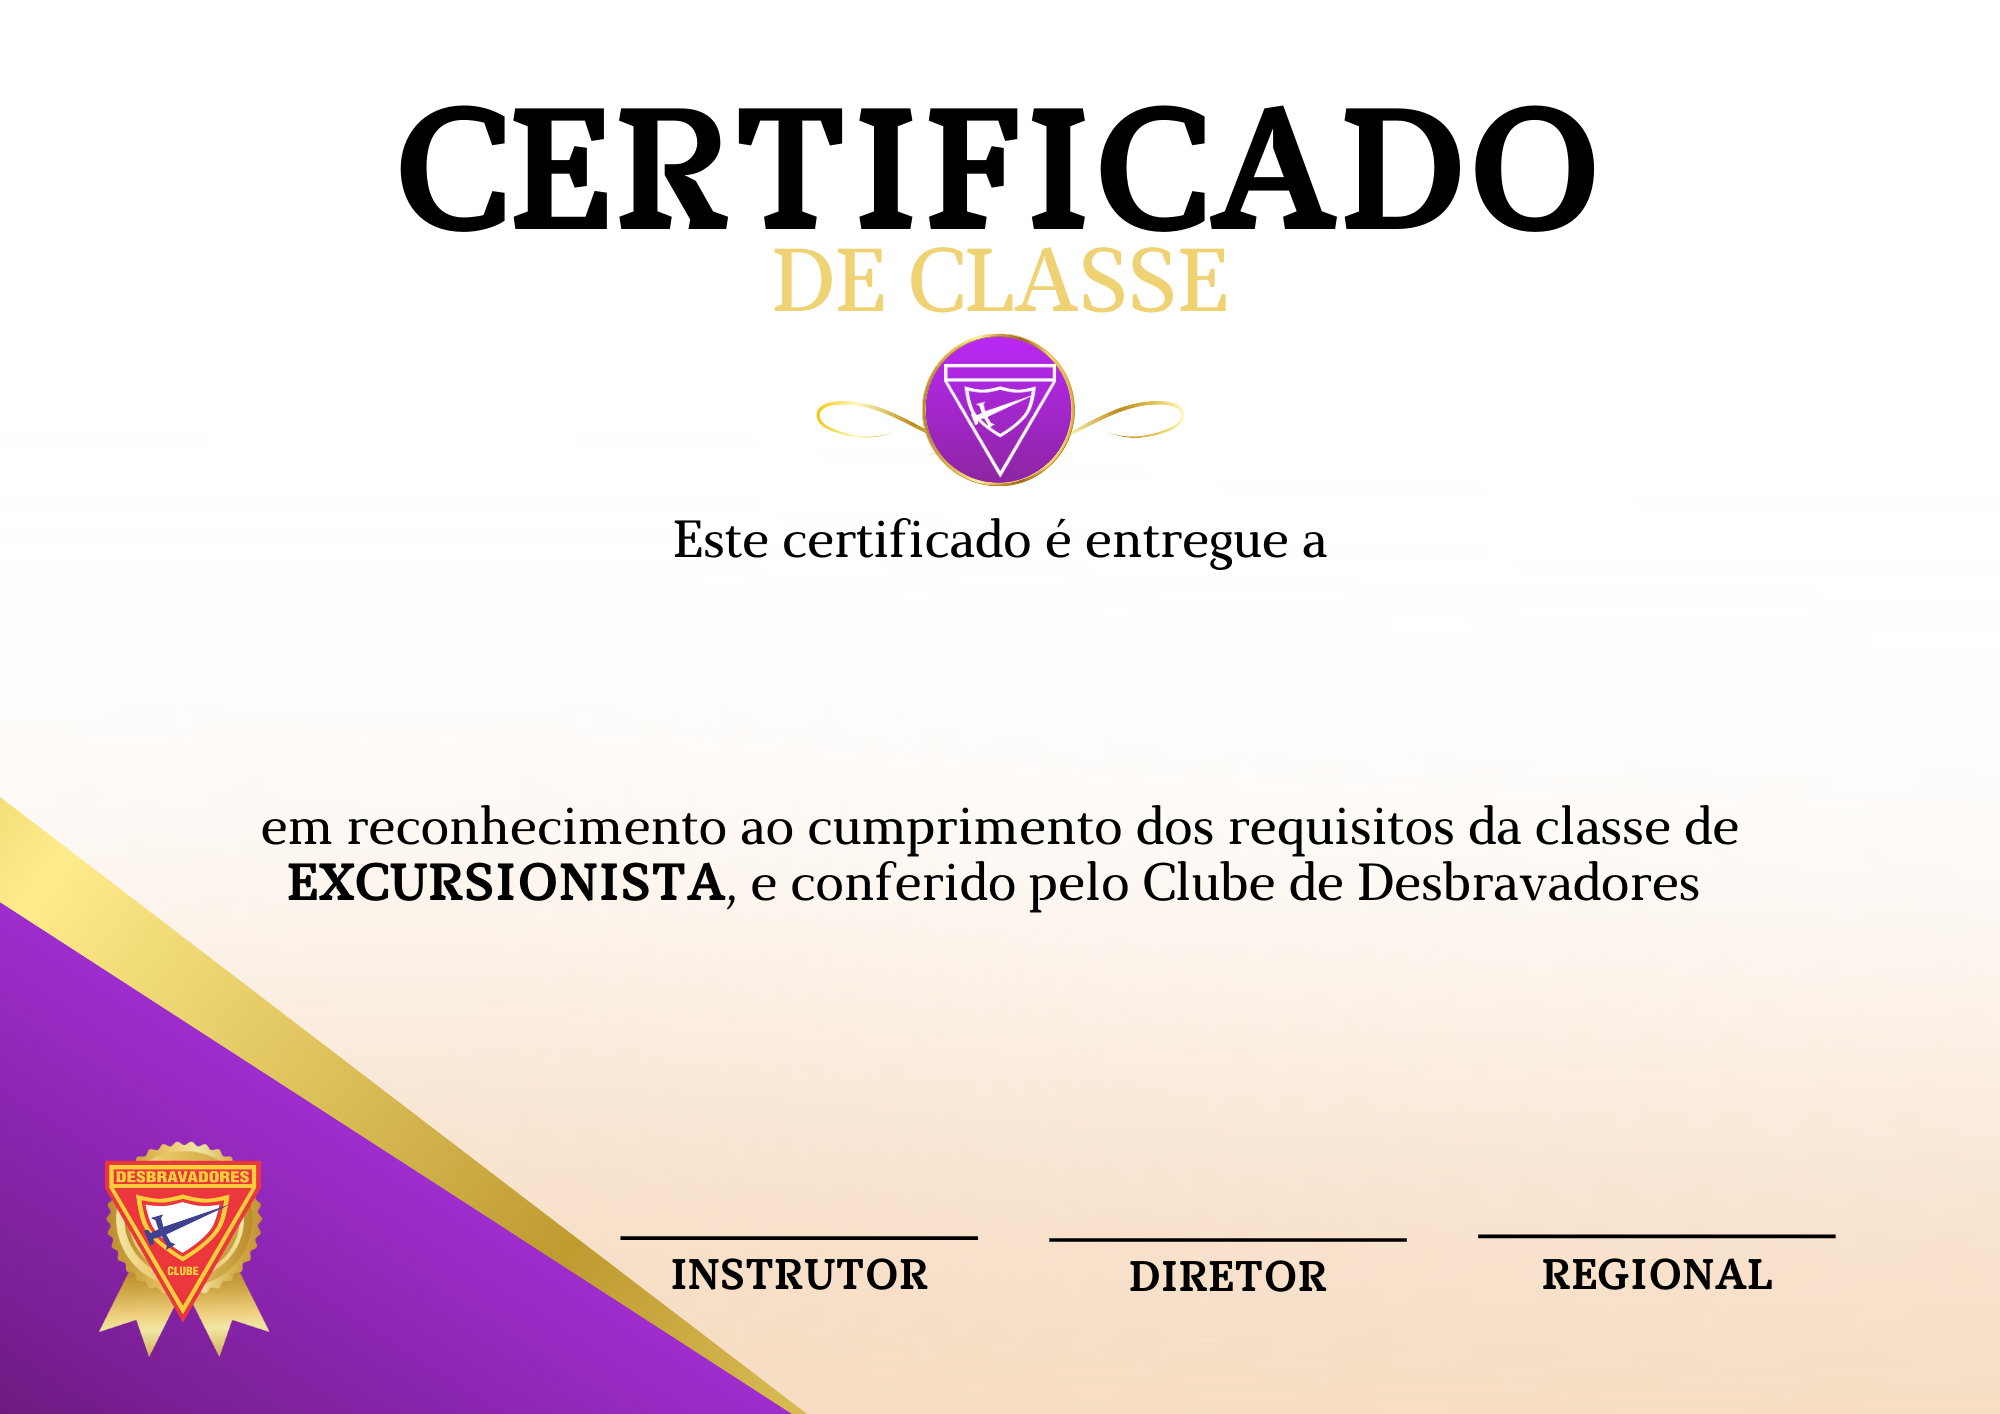 CERTIFICADO
DE CLASSE
Este certificado é entregue a
em reconhecimento ao cumprimento dos requisitos da classe de
EXCURSIONISTA, e conferido pelo Clube de Desbravadores
DESBRAVADORES
CLUBE
INSTRUTOR
DIRETOR
REGIONAL